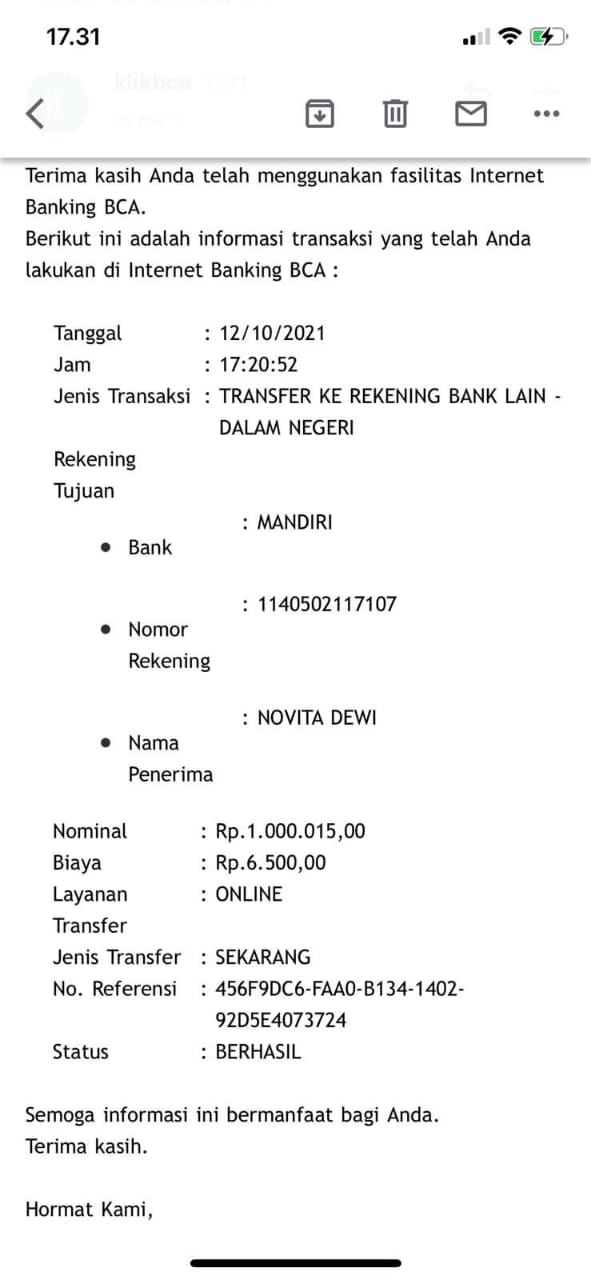 17.31
klikbca
Terima kasih Anda telah menggunakan fasilitas Internet
Banking BCA.
Berikut ini adalah informasi transaksi yang telah Anda
lakukan di Internet Banking BCA :
Tanggal : 12/10/2021
Jam : 17:20:52
Jenis Transaksi : TRANSFER KE REKENING BANK LAIN -
DALAM NEGERI
Rekening
Tujuan
: MANDIRI
• Bank
: 1140502117107
• Nomor
Rekening
: NOVITA DEWI
• Nama
Penerima
Nominal : Rp.1.000.015,00
Biaya : Rp.6.500,00
Layanan : ONLINE
Transfer
Jenis Transfer : SEKARANG
No. Referensi : 456F9DC6-FAA0-B134-1402-
92D5E4073724
Status : BERHASIL
Semoga informasi ini bermanfaat bagi Anda.
Terima kasih.
Hormat Kami,